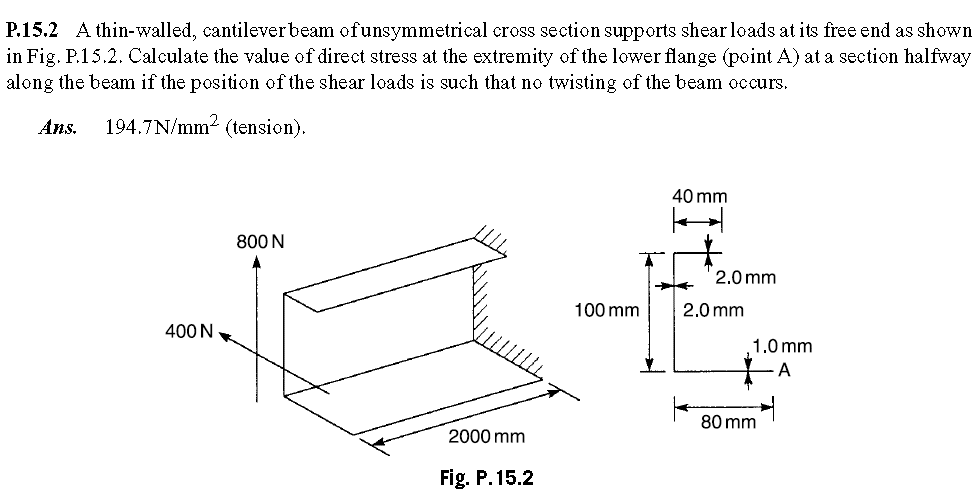 P.15.2 A thin-walled, cantilever beam of unsymmetrical cross section supports shear loads at its free end as shown
in Fig. P.15.2. Calculate the value of direct stress at the extremity of the lower flange (point A) at a section halfway
along the beam if the position of the shear loads is such that no twisting of the beam occurs.
Ans. 194.7N/mm² (tension).
40 mm
800 N
2.0 mm
100 mm
2.0 mm
400 N
1.0 mm
A
80 mm
2000 mm
Fig. P.15.2